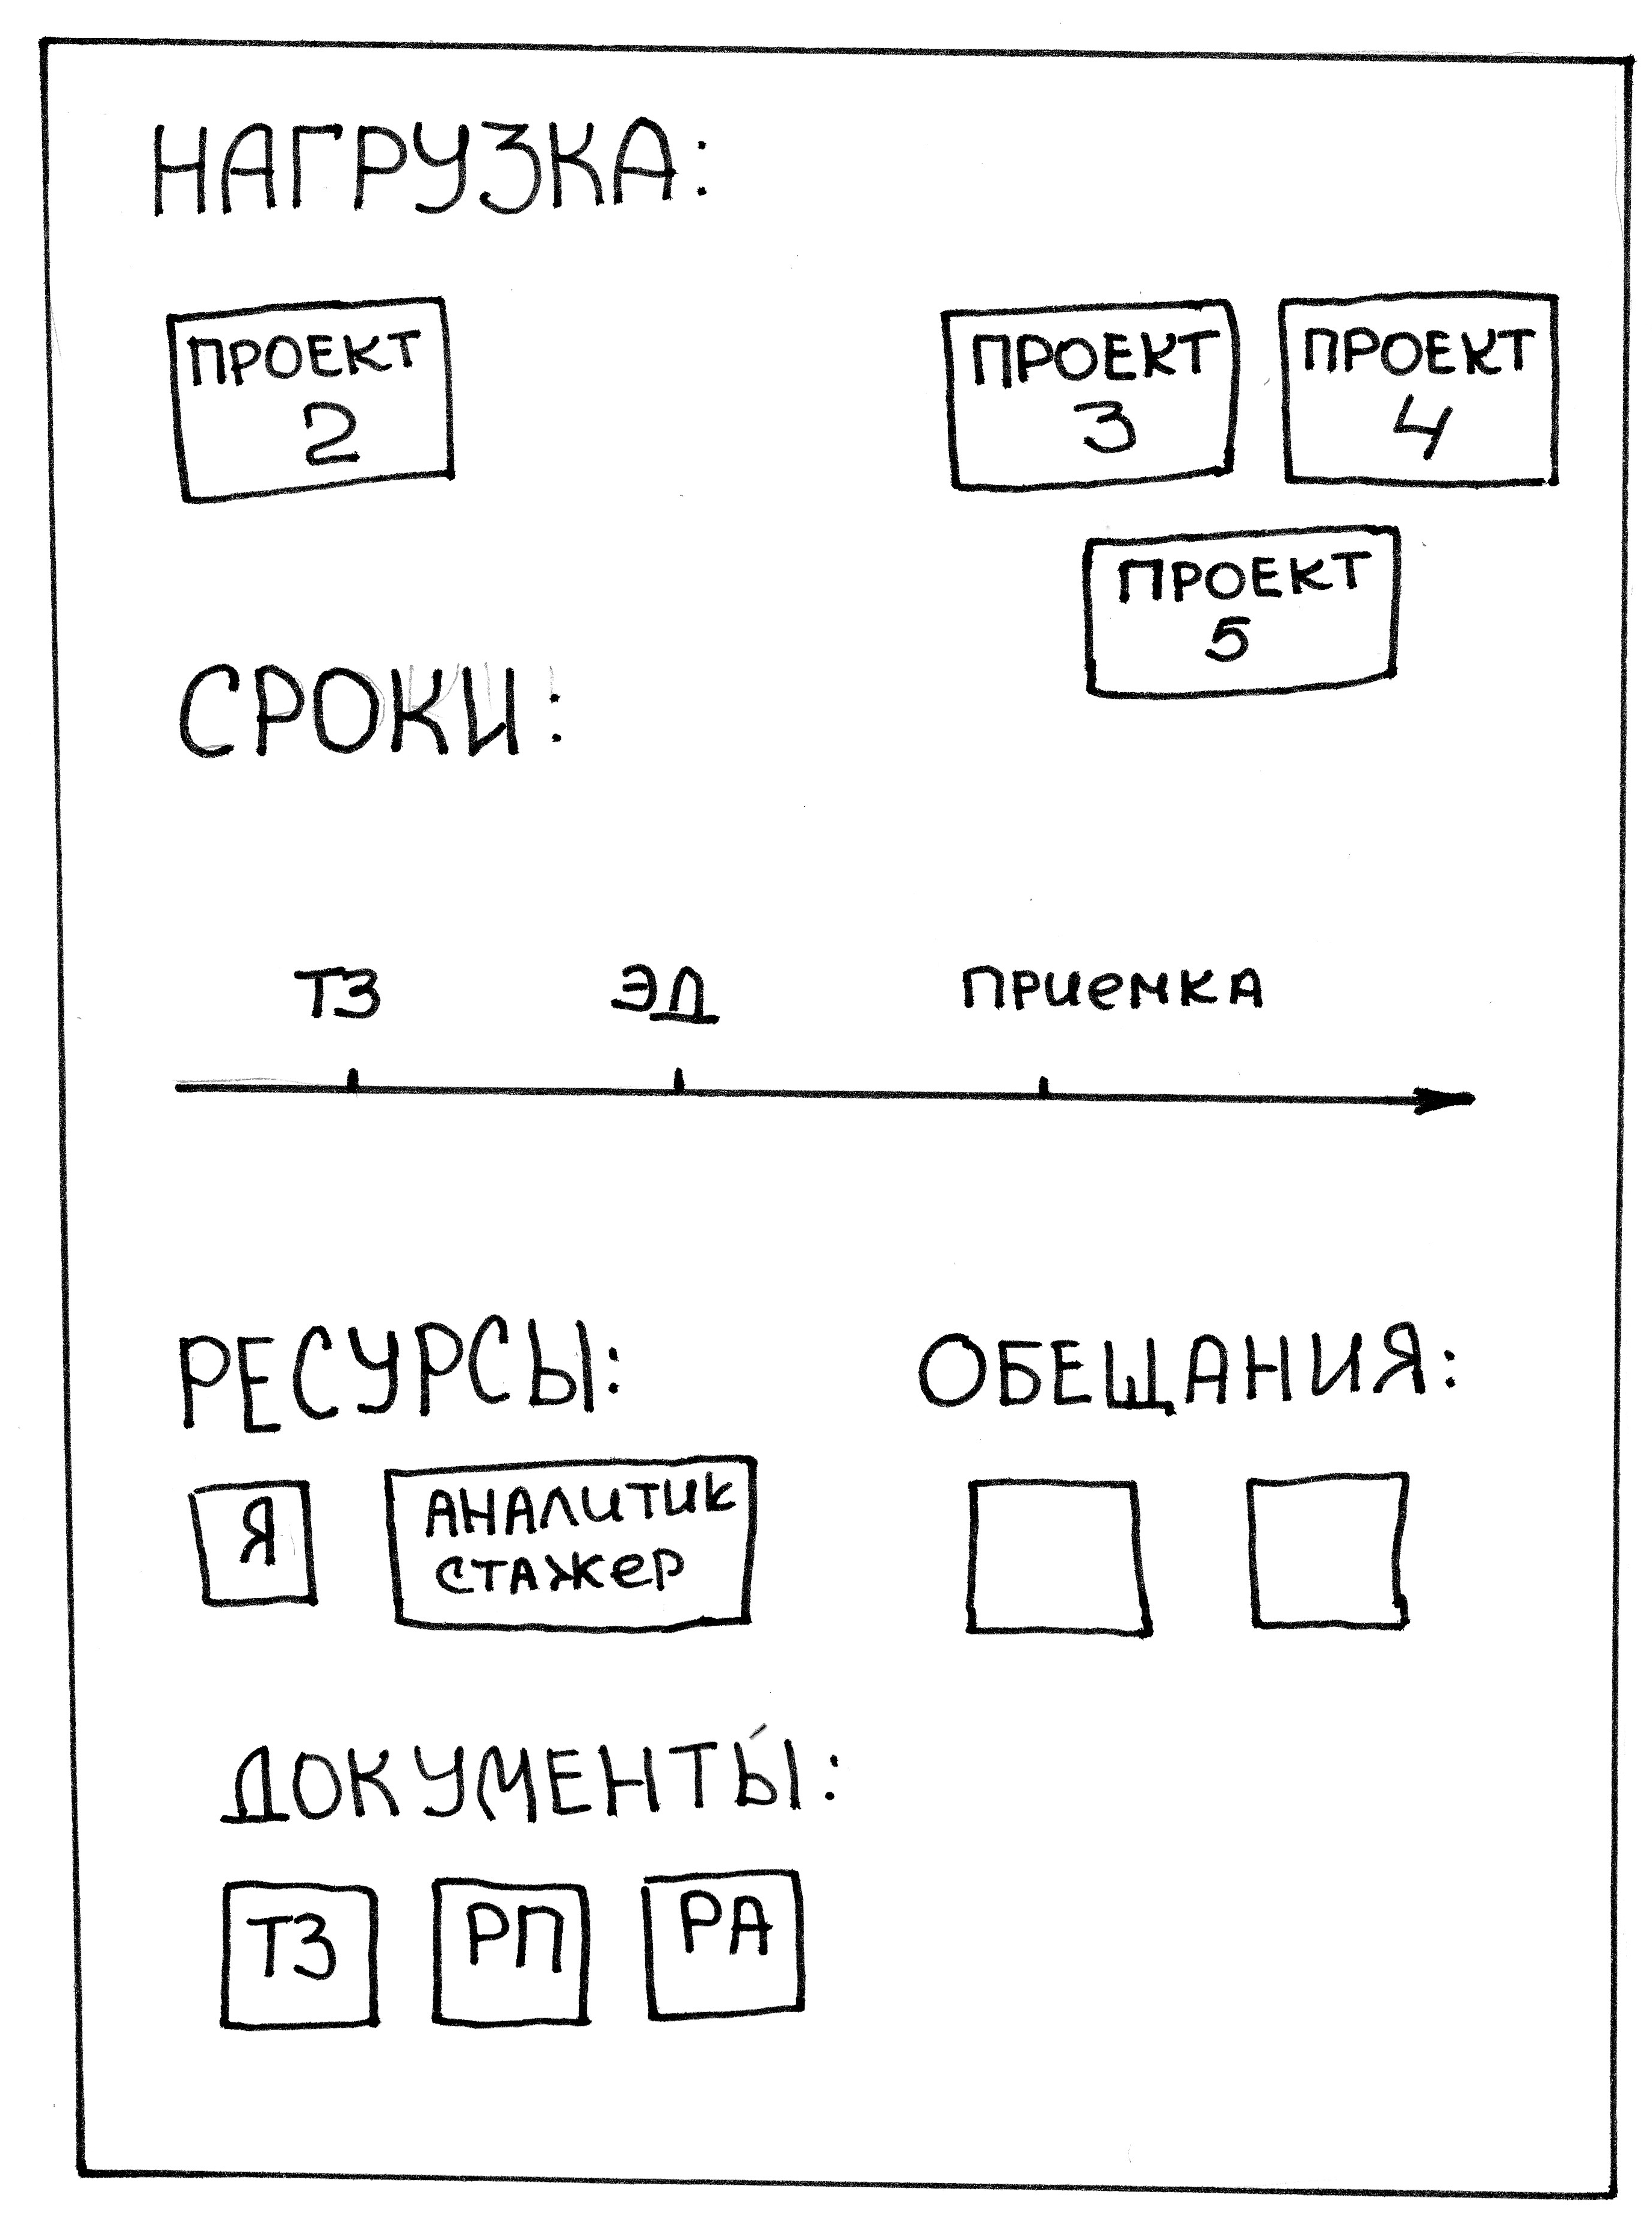 НАГРУЗКА:
ПРОЕКТ
2
ПРОЕКТ
3
ПРОЕКТ
4
ПРОЕКТ
5
СРОКИ:
ТЗ
ЭД
ПРИЕМКА
РЕСУРСЫ:
Я
АНАЛИТИК
СТАЖЕР
ОБЕЩАНИЯ:
ДОКУМЕНТЫ:
ТЗ
РП
РА